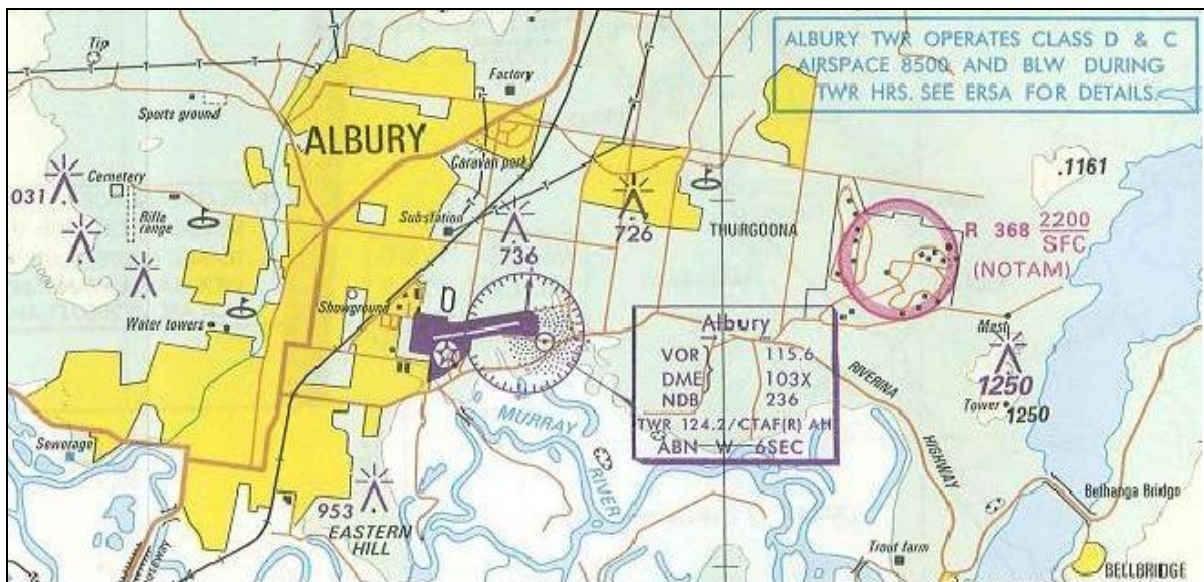 ALBURY TWR OPERATES CLASS D & C
AIRSPACE 8500 AND BLW DURING
TWR HRS. SEE ERSA FOR DETAILS.
Tip
Factory
Sports ground
ALBURY
Caravan park
.1161
Cemetery
031
Rifle
range
Substation
736
726
THURGOONA
R 368 2200
SFC
(NOTAM)
1000
Showground
D
Water towers
Albury
VOR 115.6
DME 103X
NDB 236
TWR 124.2/CTAF(R) AH
ABN W 6SEC
Mast
1250
Tower
1250
RIVERINA
HIGHWAY
MURRAY
RIVER
Sewerage
953
EASTERN
HILL
Bethanga Bridge
Trout farm
BELLBRIDGE